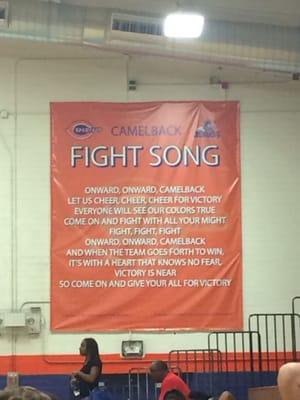 CAMELBACK
FIGHT SONG
ONWARD, ONWARD, CAMELBACK
LET US CHEER, CHEER, CHEER FOR VICTORY
EVERYONE WILL SEE OUR COLORS TRUE
COME ON AND FIGHT WITH ALL YOUR MIGHT
FIGHT, FIGHT, FIGHT
ONWARD, ONWARD, CAMELBACK
AND WHEN THE TEAM GOES FORTH TO WIN,
IT'S WITH A HEART THAT KNOWS NO FEAR,
VICTORY IS NEAR
SO COME ON AND GIVE YOUR ALL FOR VICTORY